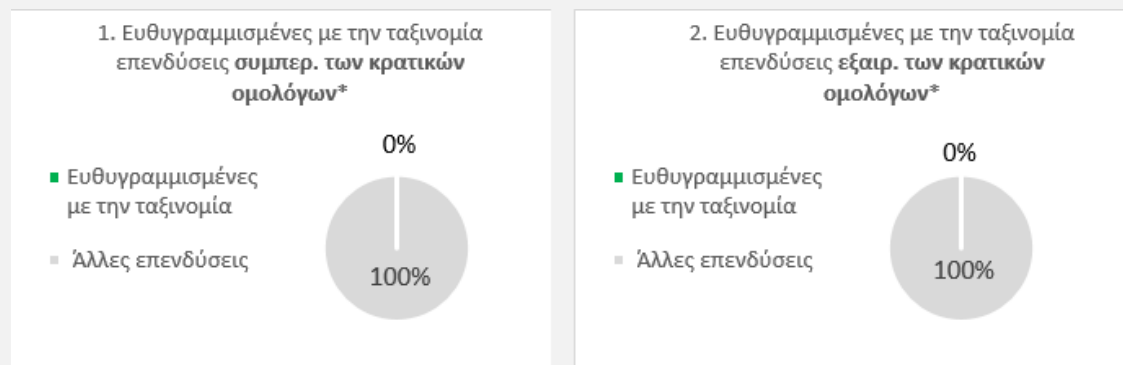 1. Ευθυγραμμισμένες με την ταξινομία
επενδύσεις συμπερ. των κρατικών
ομολόγων*
0%
Ευθυγραμμισμένες
με την ταξινομία
Άλλες επενδύσεις
100%
2. Ευθυγραμμισμένες με την ταξινομία
επενδύσεις εξαιρ. των κρατικών
ομολόγων*
0%
Ευθυγραμμισμένες
με την ταξινομία
Άλλες επενδύσεις
100%